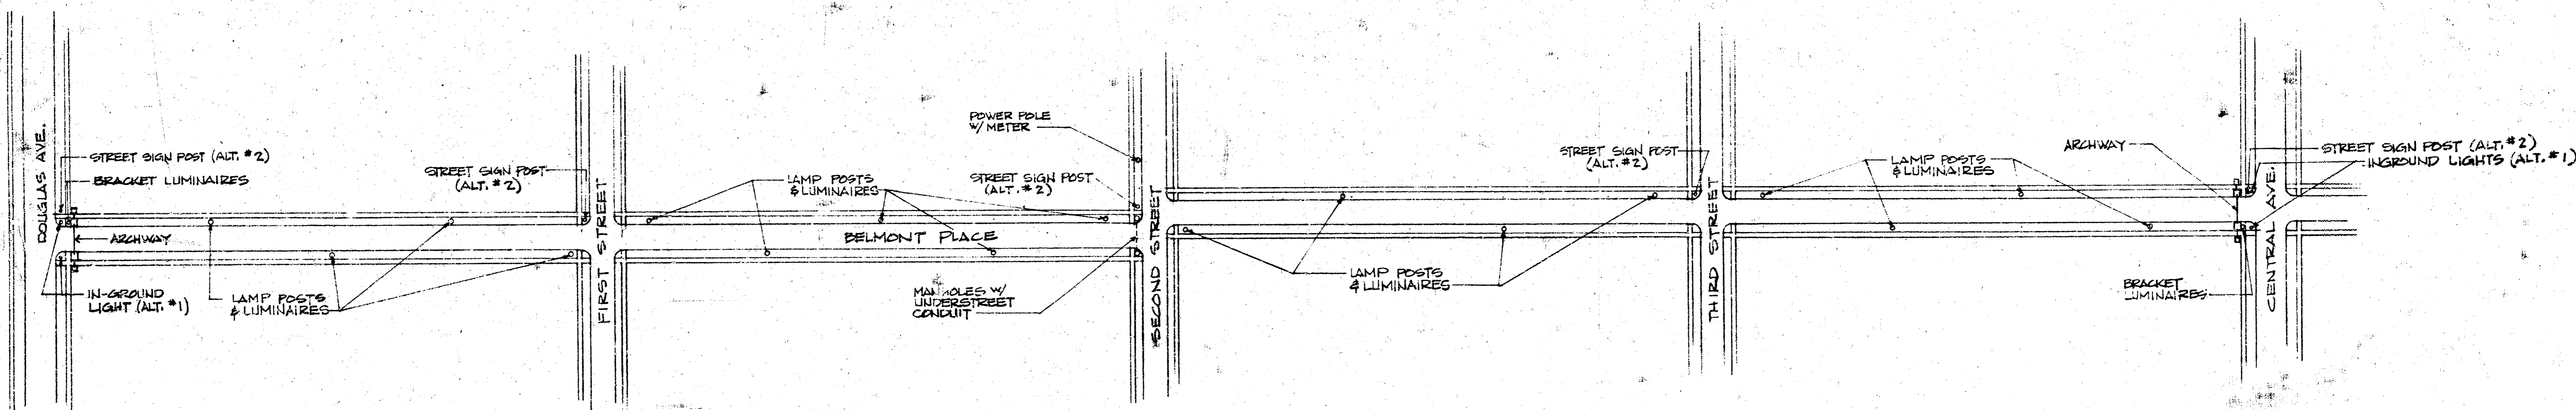 DOUGLAS AVE.
STREET SIGN POST (ALT. #2)
BRACKET LUMINAIRES
ARCHWAY
IN-GROUND
LIGHT (ALT. #1)
LAMP POSTS
& LUMINAIRES
STREET SIGN POST
(ALT. #2)
FIRST STREET
LAMP POSTS
& LUMINAIRES
BELMONT PLACE
POWER POLE
W/ METER
STREET SIGN POST
(ALT. #2)
MANHOLES W/
UNDERSTREET
CONDUIT
SECOND STREET
LAMP POSTS
& LUMINAIRES
STREET SIGN POST
(ALT. #2)
THIRD STREET
LAMP POSTS
& LUMINAIRES
ARCHWAY
BRACKET
LUMINAIRES
CENTRAL AVE.
STREET SIGN POST (ALT. #2)
INGROUND LIGHTS (ALT. #1)